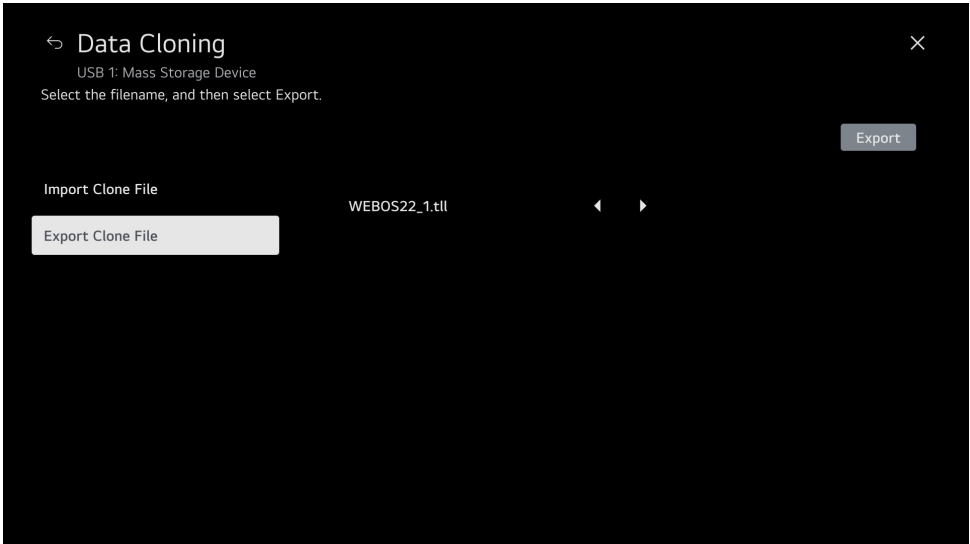 Data Cloning
USB 1: Mass Storage Device
Select the filename, and then select Export.
Export
Import Clone File
WEBOS22_1.tll
Export Clone File